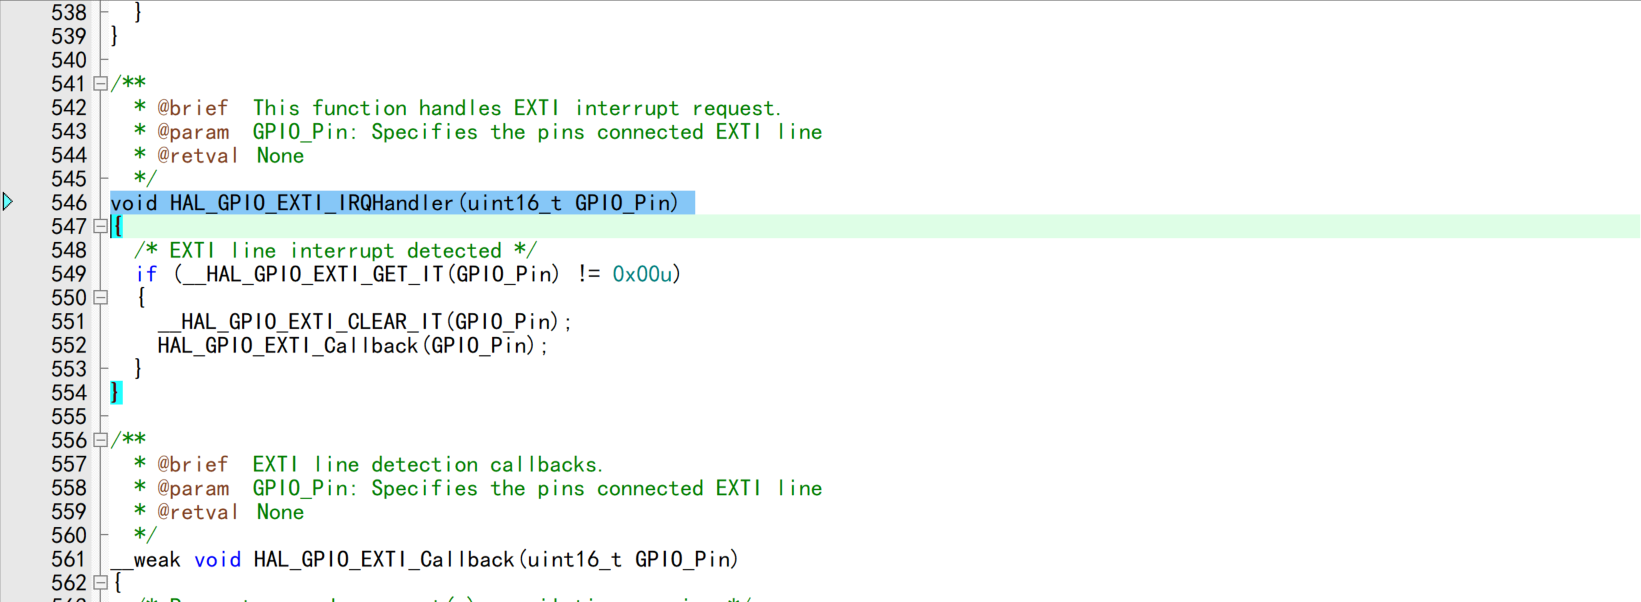 538 }
539 }
540
541 /**
542 * @brief  This function handles EXTI interrupt request.
543 * @param  GPIO_Pin: Specifies the pins connected EXTI line
544 * @retval None
545 */
546 void HAL_GPIO_EXTI_IRQHandler(uint16_t GPIO_Pin)
547 {
548 /* EXTI line interrupt detected */
549 if (__HAL_GPIO_EXTI_GET_IT(GPIO_Pin) != 0x00u)
550 {
551 __HAL_GPIO_EXTI_CLEAR_IT(GPIO_Pin);
552 HAL_GPIO_EXTI_Callback(GPIO_Pin);
553 }
554 }
555
556 /**
557 * @brief  EXTI line detection callbacks.
558 * @param  GPIO_Pin: Specifies the pins connected EXTI line
559 * @retval None
560 */
561 __weak void HAL_GPIO_EXTI_Callback(uint16_t GPIO_Pin)
562 {